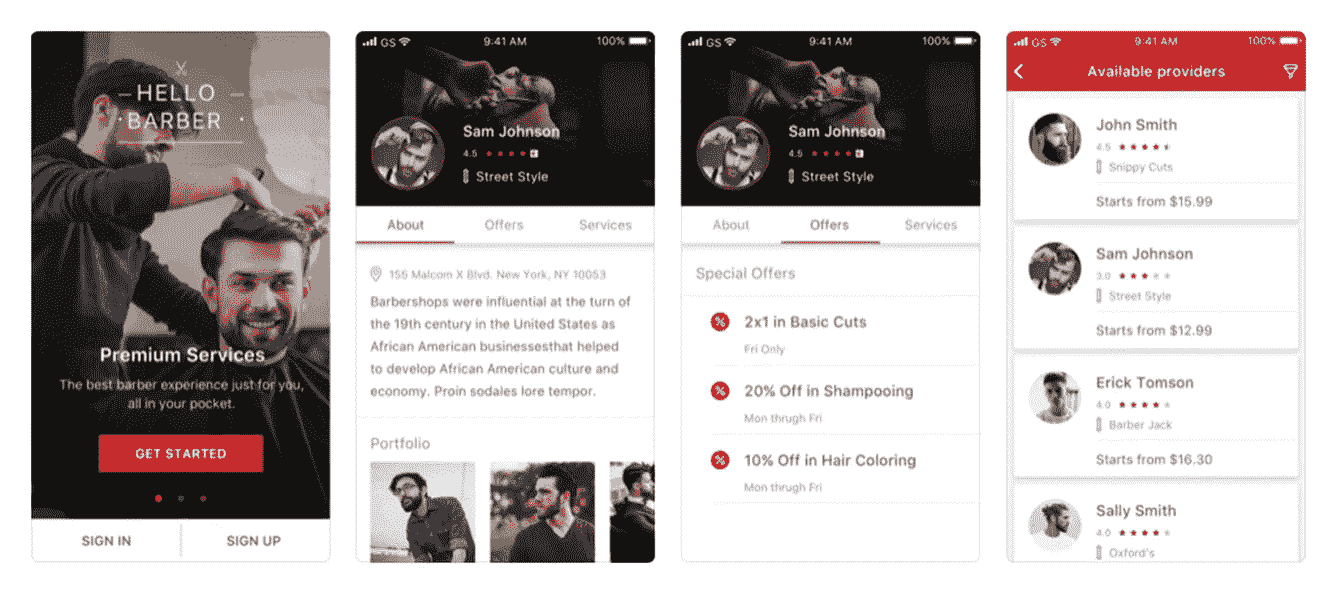 HELLO
BARBER
Premium Services
The best barber experience just for you,
all in your pocket.
GET STARTED
SIGN IN
SIGN UP
GS
9:41 AM
100%
Sam Johnson
4.5
Street Style
About
Offers
Services
155 Malcom X Blvd. New York, NY 10053
Barbershops were influential at the turn of
the 19th century in the United States as
African American businessesthat helped
to develop African American culture and
economy. Proin sodales lore tempor.
Portfolio
GS
9:41 AM
100%
Sam Johnson
4.5
Street Style
About
Offers
Services
Special Offers
% 2x1 in Basic Cuts
Fri Only
% 20% Off in Shampooing
Mon thrugh Fri
% 10% Off in Hair Coloring
Mon thrugh Fri
GS
9:41 AM
100%
Available providers
John Smith
4.5
Snippy Cuts
Starts from $15.99
Sam Johnson
3.0
Street Style
Starts from $12.99
Erick Tomson
4.0
Barber Jack
Starts from $16.30
Sally Smith
4.0
Oxford's